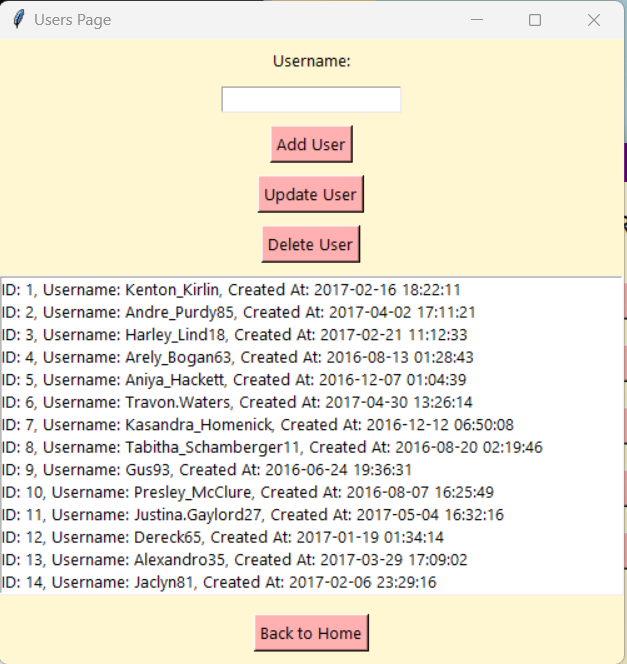 Users Page
Username:
Add User
Update User
Delete User
ID: 1, Username: Kenton_Kirlin, Created At: 2017-02-16 18:22:11
ID: 2, Username: Andre_Purdy85, Created At: 2017-04-02 17:11:21
ID: 3, Username: Harley_Lind18, Created At: 2017-02-21 11:12:33
ID: 4, Username: Arely_Bogan63, Created At: 2016-08-13 01:28:43
ID: 5, Username: Aniya_Hackett, Created At: 2016-12-07 01:04:39
ID: 6, Username: Travon.Waters, Created At: 2017-04-30 13:26:14
ID: 7, Username: Kasandra_Homenick, Created At: 2016-12-12 06:50:08
ID: 8, Username: Tabitha_Schamberger11, Created At: 2016-08-20 02:19:46
ID: 9, Username: Gus93, Created At: 2016-06-24 19:36:31
ID: 10, Username: Presley_McClure, Created At: 2016-08-07 16:25:49
ID: 11, Username: Justina.Gaylord27, Created At: 2017-05-04 16:32:16
ID: 12, Username: Dereck65, Created At: 2017-01-19 01:34:14
ID: 13, Username: Alexandro35, Created At: 2017-03-29 17:09:02
ID: 14, Username: Jaclyn81, Created At: 2017-02-06 23:29:16
Back to Home